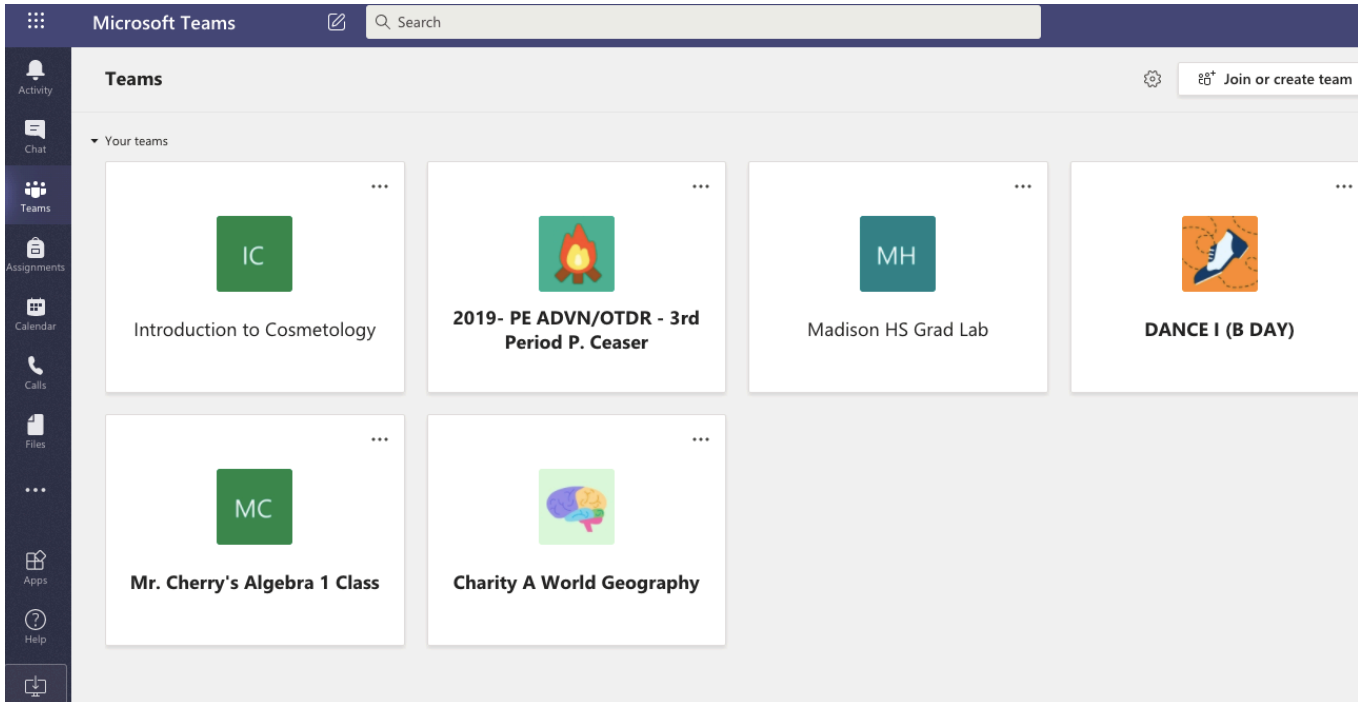 Microsoft Teams
Search
Activity
Chat
Teams
Assignments
Calendar
Calls
Files
Apps
Help
Teams
Join or create team
Your teams
IC
Introduction to Cosmetology
2019- PE ADVN/OTDR - 3rd
Period P. Ceaser
MH
Madison HS Grad Lab
DANCE I (B DAY)
MC
Mr. Cherry's Algebra 1 Class
Charity A World Geography